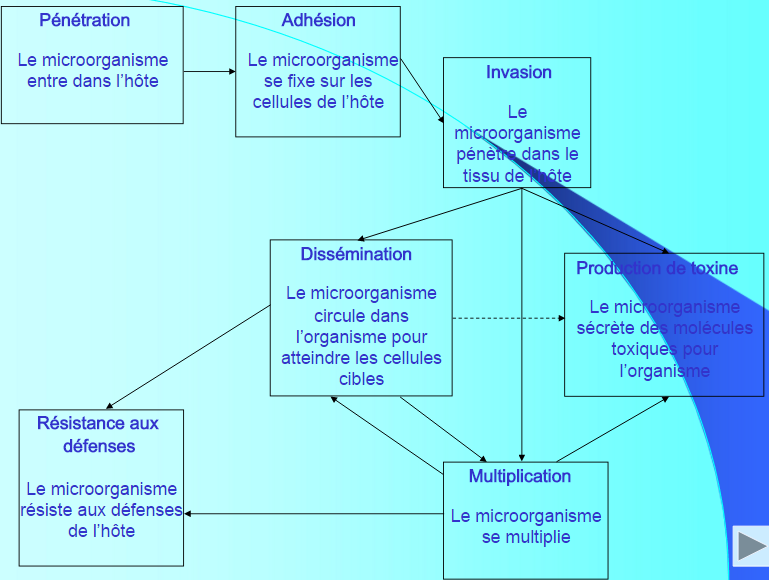 Pénétration
Le microorganisme
entre dans l'hôte
Adhésion
Le microorganisme
se fixe sur les
cellules de l'hôte
Invasion
Le
microorganisme
pénètre dans le
tissu de l'hôte
Dissémination
Le microorganisme
circule dans
l'organisme pour
atteindre les cellules
cibles
Production de toxine
Le microorganisme
sécrète des molécules
toxiques pour
l'organisme
Résistance aux
défenses
Le microorganisme
résiste aux défenses
de l'hôte
Multiplication
Le microorganisme
se multiplie